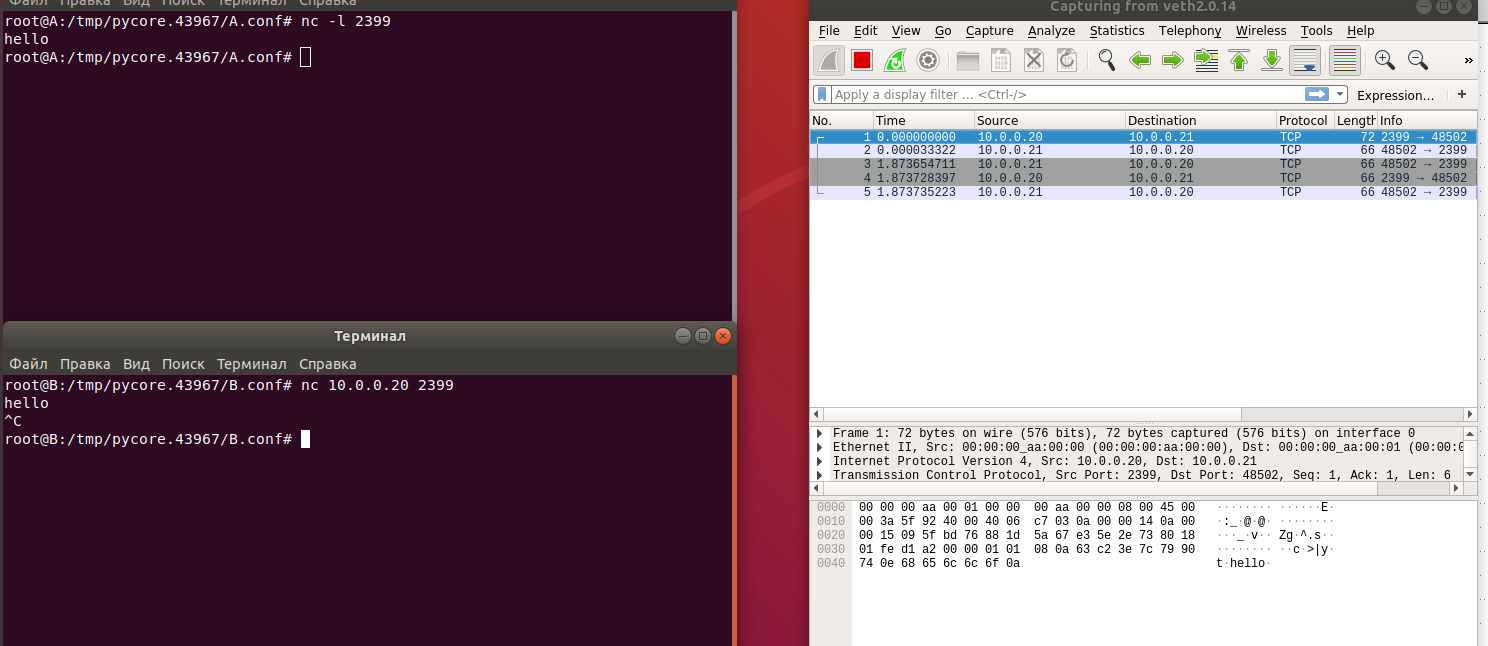 Файл Правка Вид Поиск Терминал Справка
root@A:/tmp/pycore.43967/A.conf# nc -l 2399
hello
root@A:/tmp/pycore.43967/A.conf#
Терминал
Файл Правка Вид Поиск Терминал Справка
root@B:/tmp/pycore.43967/B.conf# nc 10.0.0.20 2399
hello
^C
root@B:/tmp/pycore.43967/B.conf#
Capturing from veth2.0.14
File Edit View Go Capture Analyze Statistics Telephony Wireless Tools Help
»
Apply a display filter ... <Ctrl-/> Expression... +
No. Time Source Destination Protocol Length Info
1 0.000000000 10.0.0.20 10.0.0.21 TCP 72 2399 → 48502
2 0.000033322 10.0.0.21 10.0.0.20 TCP 66 48502 → 2399
3 1.873654711 10.0.0.21 10.0.0.20 TCP 66 48502 → 2399
4 1.873728397 10.0.0.20 10.0.0.21 TCP 66 2399 → 48502
5 1.873735223 10.0.0.21 10.0.0.20 TCP 66 48502 → 2399
Frame 1: 72 bytes on wire (576 bits), 72 bytes captured (576 bits) on interface 0
Ethernet II, Src: 00:00:00_aa:00:00 (00:00:00:aa:00:00), Dst: 00:00:00_aa:00:01 (00:00:0
Internet Protocol Version 4, Src: 10.0.0.20, Dst: 10.0.0.21
Transmission Control Protocol, Src Port: 2399, Dst Port: 48502, Seq: 1, Ack: 1, Len: 6
0000 00 00 00 aa 00 01 00 00 00 aa 00 00 08 00 45 00 ········ ······E·
0010 00 3a 5f 92 40 00 40 06 c7 03 0a 00 00 14 0a 00 ·:_·@·@· ········
0020 00 15 09 5f bd 76 88 1d 5a 67 e3 5e 2e 73 80 18 ···_·v·· Zg·^.s··
0030 01 fe d1 a2 00 00 01 01 08 0a 63 c2 3e 7c 79 90 ········ ··c·>|y·
0040 74 0e 68 65 6c 6c 6f 0a t·hello·